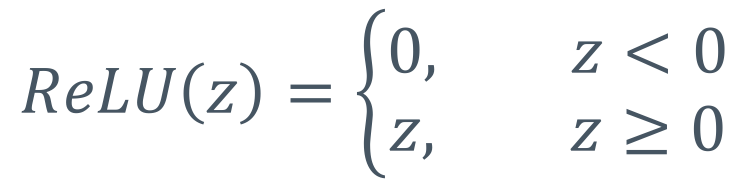 ReLU(z) = {0, z < 0
z, z ≥ 0